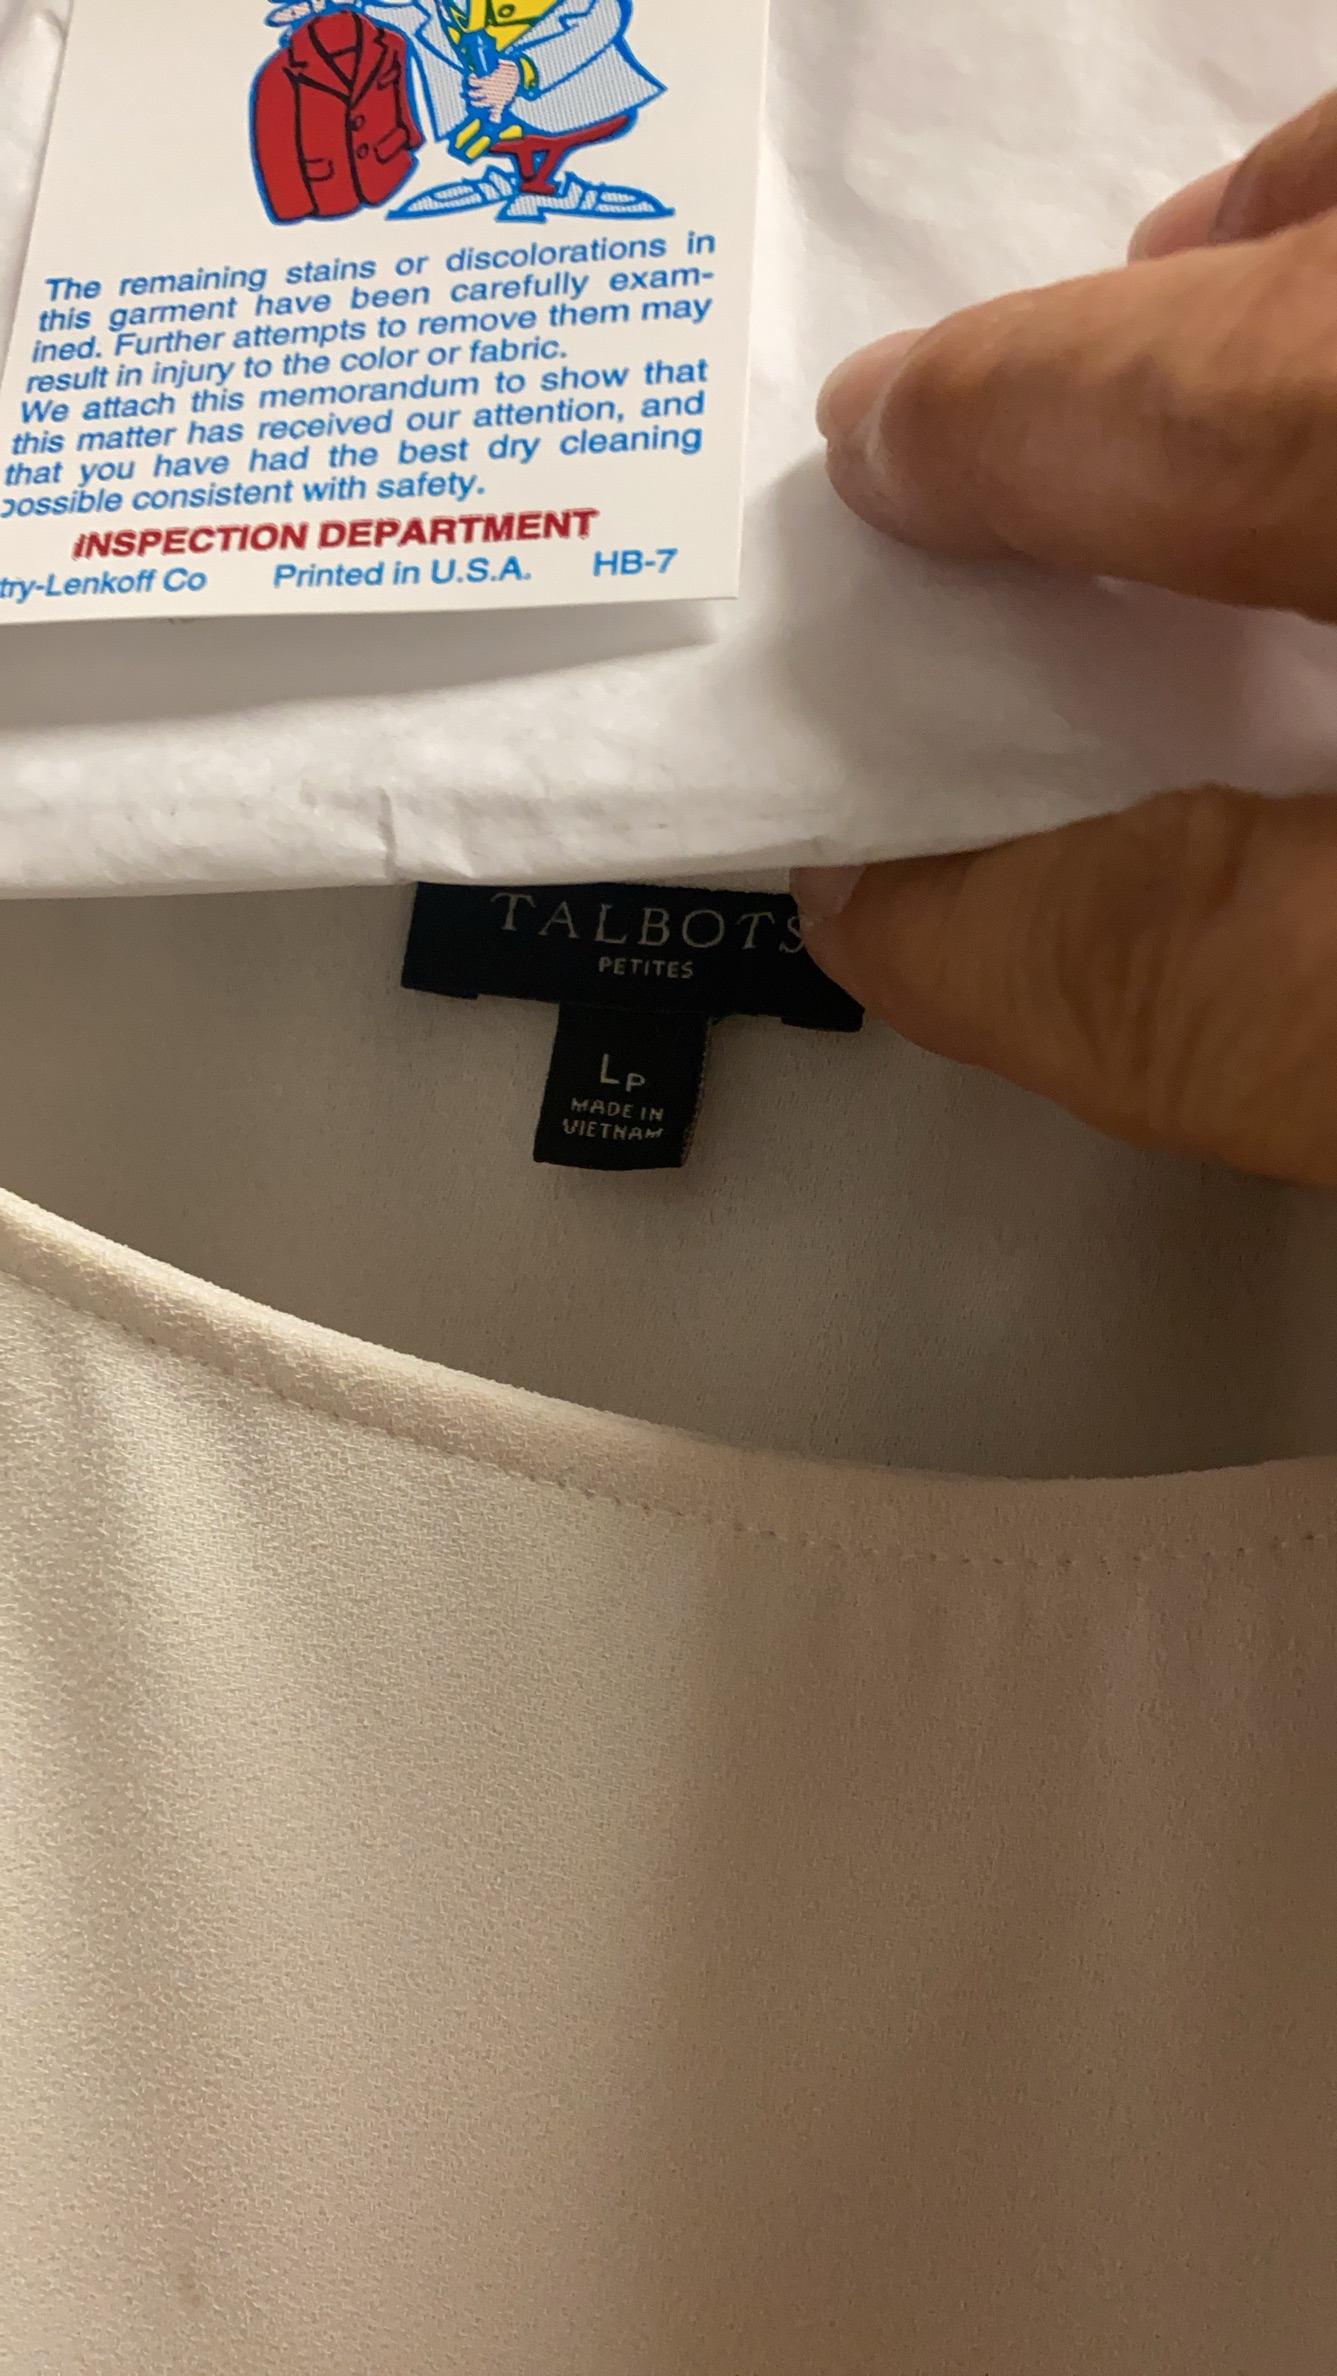 The remaining stains or discolorations in
this garment have been carefully exam-
ined. Further attempts to remove them may
result in injury to the color or fabric.
We attach this memorandum to show that
this matter has received our attention, and
that you have had the best dry cleaning
possible consistent with safety.
INSPECTION DEPARTMENT
try-Lenkoff Co Printed in U.S.A. HB-7
TALBOTS
PETITES
LP
MADE IN
VIETNAM